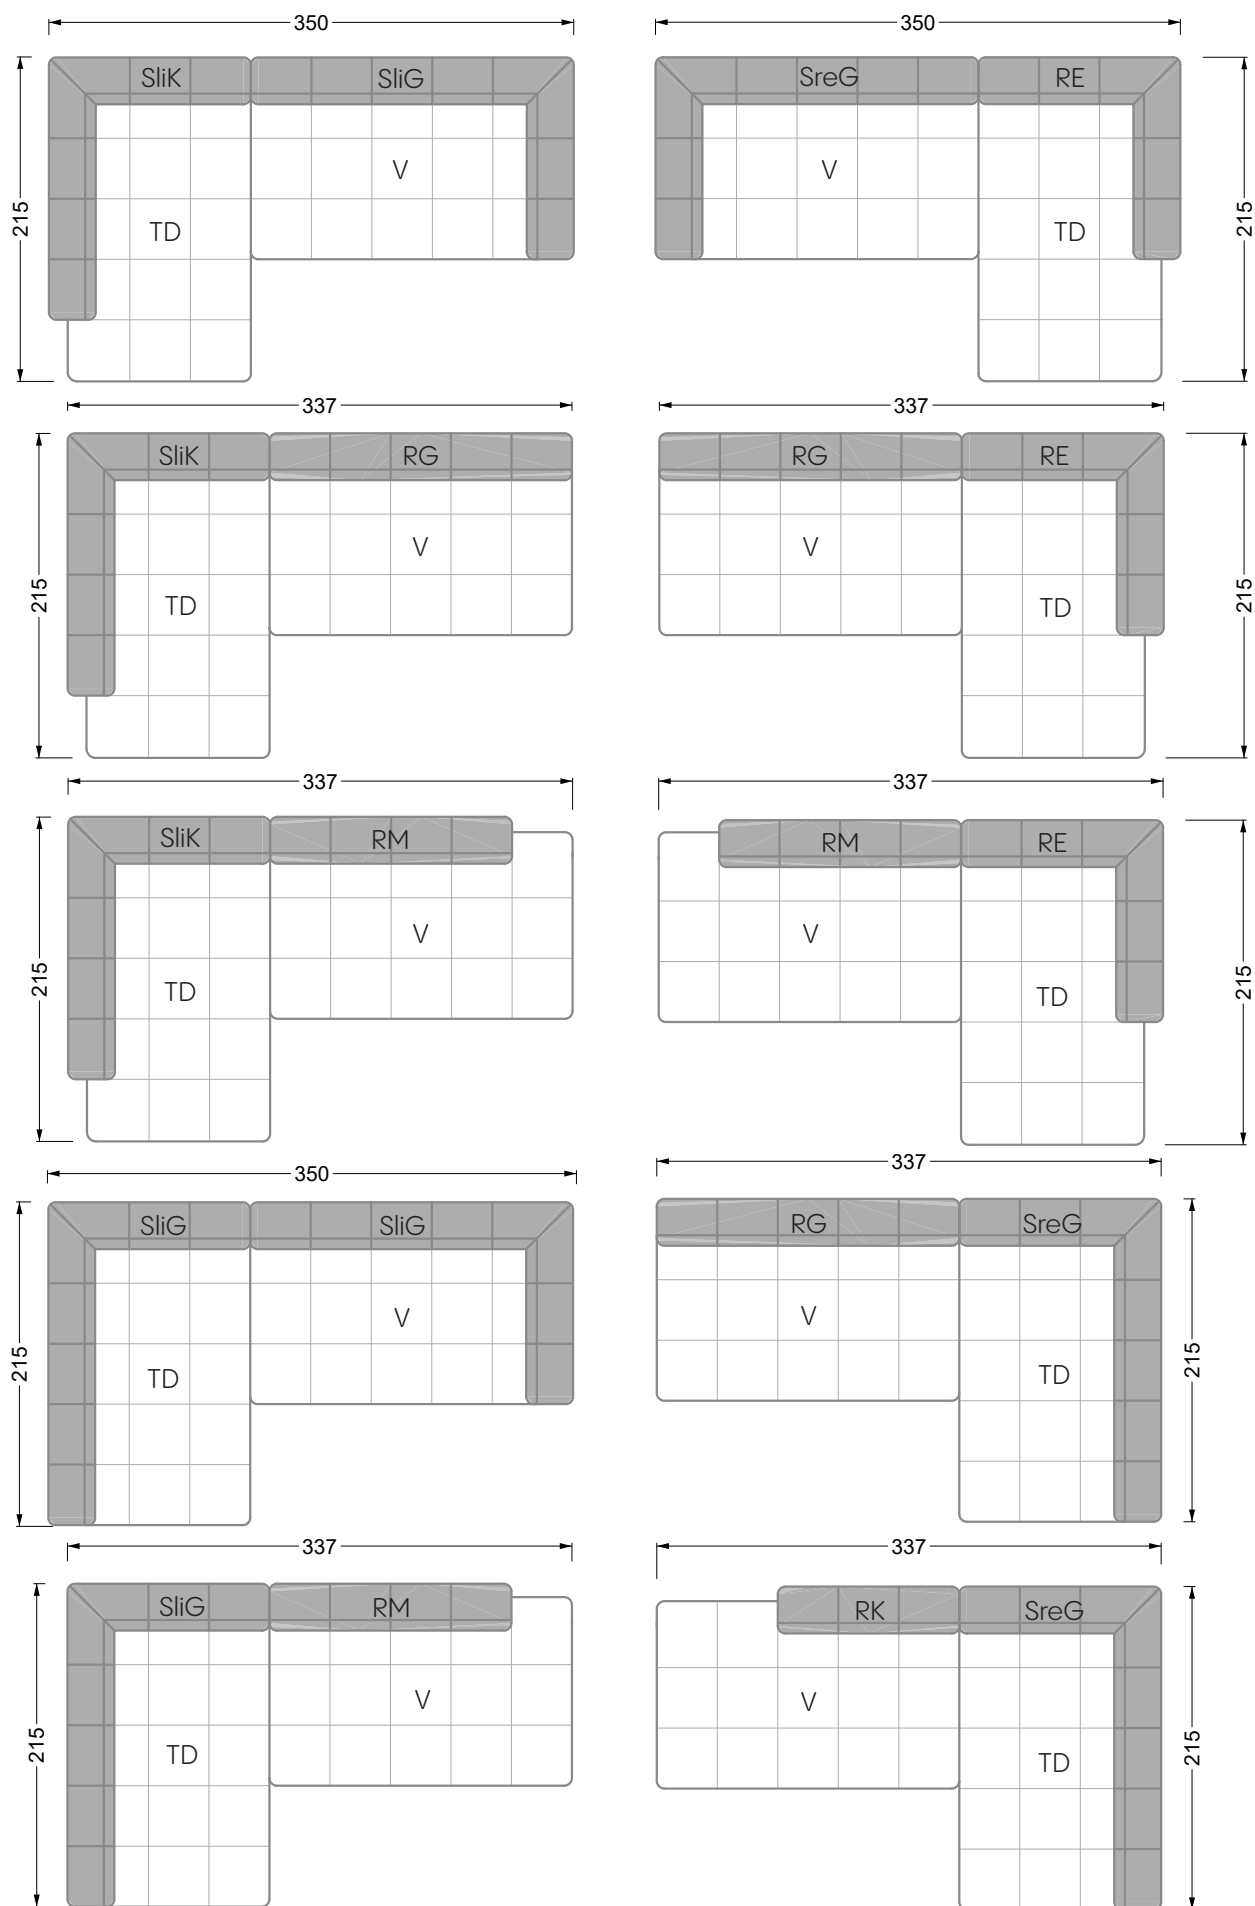 350
350
SliK SliG
SreG RE
V
V
TD
TD
215
215
337
337
SliK RG
RG RE
V
V
TD
TD
215
215
337
337
SliK RM
RM RE
V
V
TD
TD
215
215
350
337
SliG SliG
RG SreG
V
V
TD
TD
215
215
337
337
SliG RM
RK SreG
V
V
TD
TD
215
215